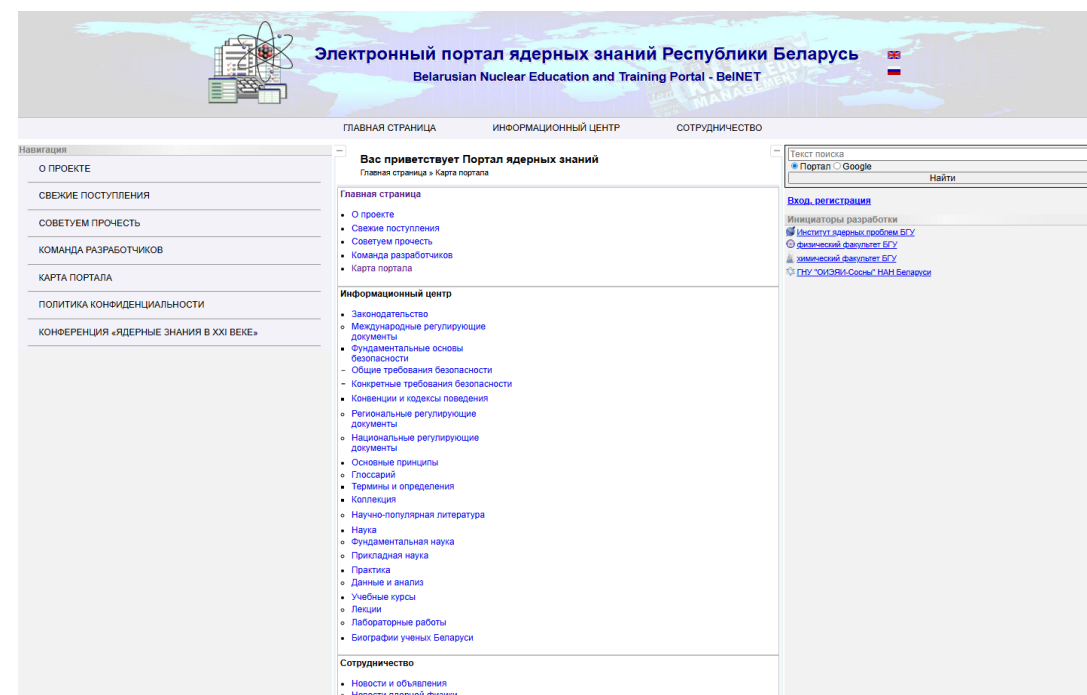 Электронный портал ядерных знаний Республики Беларусь
Belarusian Nuclear Education and Training Portal - BelNET
KNOWLEDGE
MANAGEMENT
ГЛАВНАЯ СТРАНИЦА
ИНФОРМАЦИОННЫЙ ЦЕНТР
СОТРУДНИЧЕСТВО
Навигация
О ПРОЕКТЕ
СВЕЖИЕ ПОСТУПЛЕНИЯ
СОВЕТУЕМ ПРОЧЕСТЬ
КОМАНДА РАЗРАБОТЧИКОВ
КАРТА ПОРТАЛА
ПОЛИТИКА КОНФИДЕНЦИАЛЬНОСТИ
КОНФЕРЕНЦИЯ «ЯДЕРНЫЕ ЗНАНИЯ В XXI ВЕКЕ»
Вас приветствует Портал ядерных знаний
Главная страница » Карта портала
Главная страница
О проекте
Свежие поступления
Советуем прочесть
Команда разработчиков
Карта портала
Информационный центр
Законодательство
Международные регулирующие
документы
Фундаментальные основы
безопасности
Общие требования безопасности
Конкретные требования безопасности
Конвенции и кодексы поведения
Региональные регулирующие
документы
Национальные регулирующие
документы
Основные принципы
Глоссарий
Термины и определения
Коллекция
Научно-популярная литература
Наука
Фундаментальная наука
Прикладная наука
Практика
Данные и анализ
Учебные курсы
Лекции
Лабораторные работы
Биографии ученых Беларуси
Сотрудничество
Новости и объявления
Новости ядерной физики
Текст поиска
Портал Google
Найти
Вход, регистрация
Инициаторы разработки
Институт ядерных проблем БГУ
физический факультет БГУ
химический факультет БГУ
ГНУ "ОИЭЯИ-Сосны" НАН Беларуси